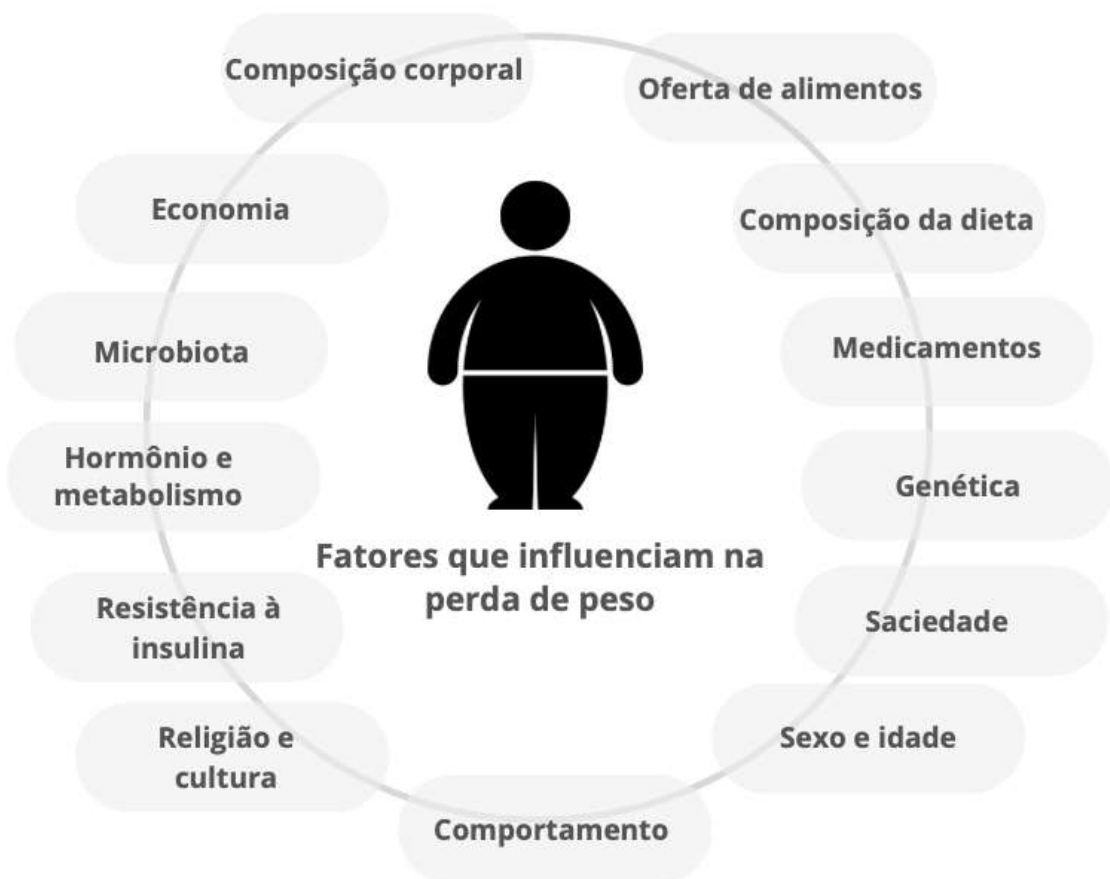 Composição corporal
Oferta de alimentos
Economia
Composição da dieta
Microbiota
Medicamentos
Hormônio e
metabolismo
Genética
Fatores que influenciam na
perda de peso
Resistência à
insulina
Saciedade
Religião e
cultura
Sexo e idade
Comportamento